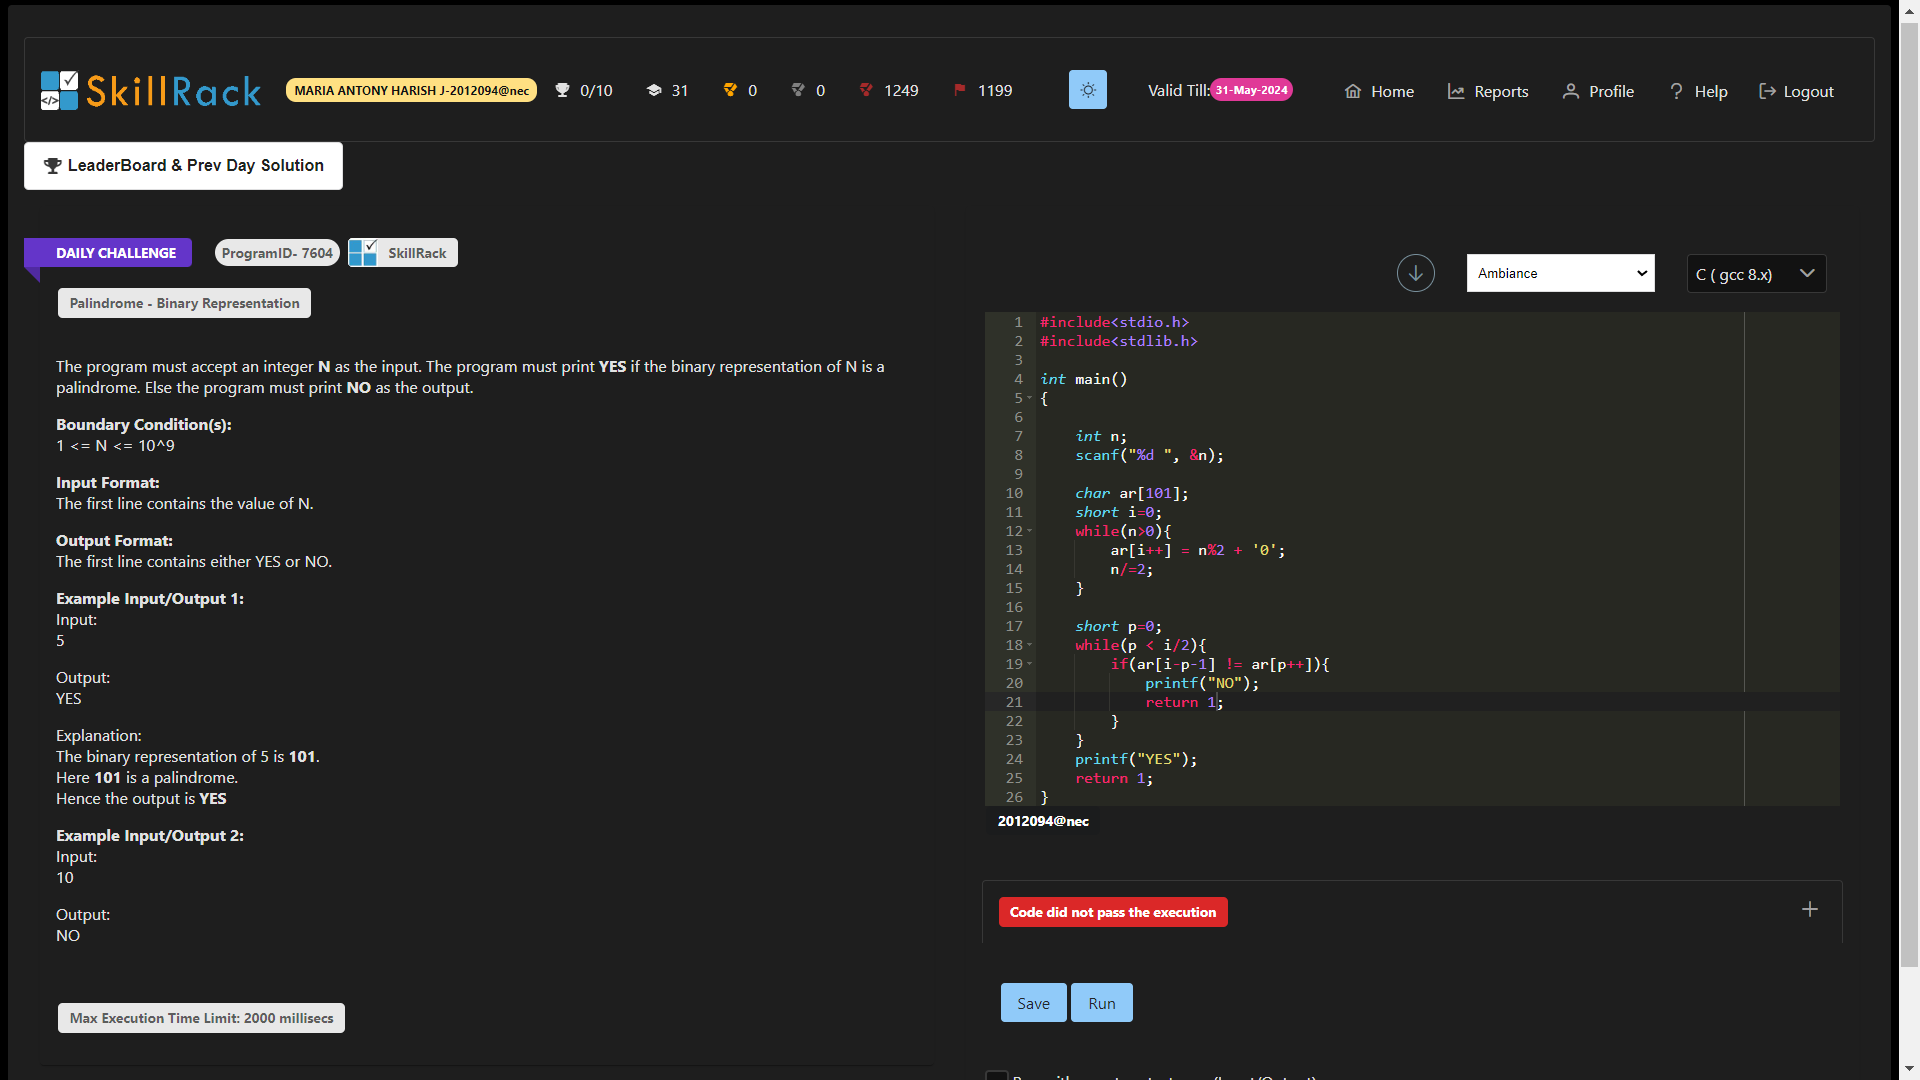 SkillRack
MARIA ANTONY HARISH J-2012094@nec
0/10
31
0
0
1249
1199
Valid Till: 31-May-2024
Home
Reports
Profile
? Help
Logout
LeaderBoard & Prev Day Solution
DAILY CHALLENGE
ProgramID- 7604
SkillRack
Palindrome - Binary Representation
The program must accept an integer N as the input. The program must print YES if the binary representation of N is a
palindrome. Else the program must print NO as the output.
Boundary Condition(s):
1 <= N <= 10^9
Input Format:
The first line contains the value of N.
Output Format:
The first line contains either YES or NO.
Example Input/Output 1:
Input:
5
Output:
YES
Explanation:
The binary representation of 5 is 101.
Here 101 is a palindrome.
Hence the output is YES
Example Input/Output 2:
Input:
10
Output:
NO
Max Execution Time Limit: 2000 millisecs
Ambiance
C ( gcc 8.x)
1 #include<stdio.h>
2 #include<stdlib.h>
3
4 int main()
5 {
6
7 int n;
8 scanf("%d ", &n);
9
10 char ar[101];
11 short i=0;
12 while(n>0){
13 ar[i++] = n%2 + '0';
14 n/=2;
15 }
16
17 short p=0;
18 while(p < i/2){
19 if(ar[i-p-1] != ar[p++]){
20 printf("NO");
21 return 1;
22 }
23 }
24 printf("YES");
25 return 1;
26 }
2012094@nec
Code did not pass the execution
Save
Run